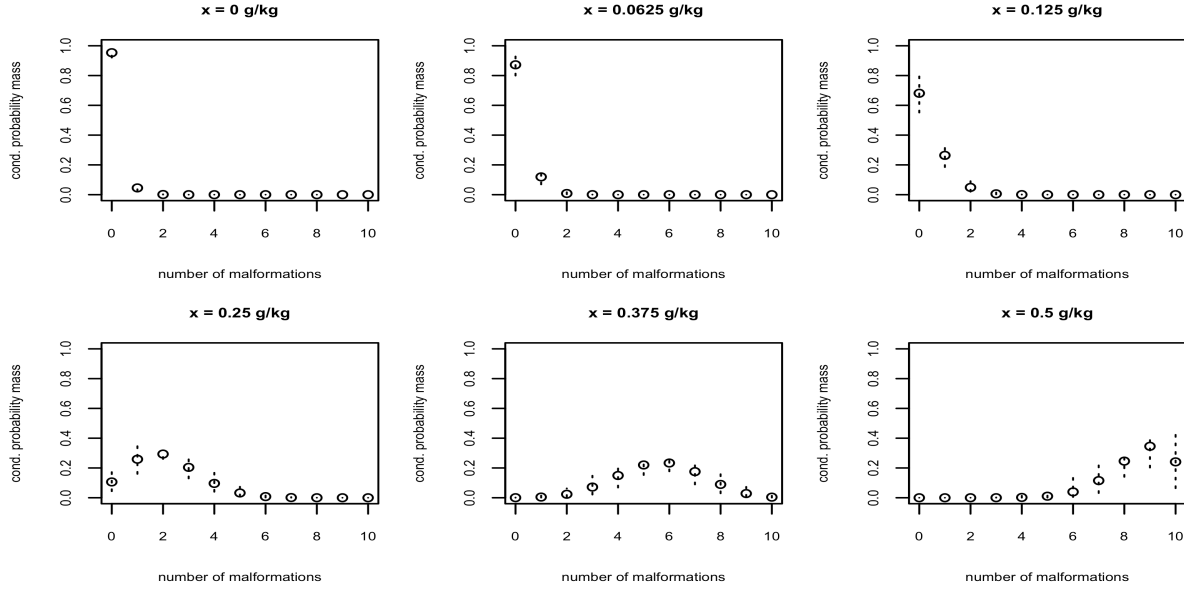 x = 0 g/kg
cond. probability mass
1.0
0.8
0.6
0.4
0.2
0.0
0 2 4 6 8 10
number of malformations
x = 0.0625 g/kg
cond. probability mass
1.0
0.8
0.6
0.4
0.2
0.0
0 2 4 6 8 10
number of malformations
x = 0.125 g/kg
cond. probability mass
1.0
0.8
0.6
0.4
0.2
0.0
0 2 4 6 8 10
number of malformations
x = 0.25 g/kg
cond. probability mass
1.0
0.8
0.6
0.4
0.2
0.0
0 2 4 6 8 10
number of malformations
x = 0.375 g/kg
cond. probability mass
1.0
0.8
0.6
0.4
0.2
0.0
0 2 4 6 8 10
number of malformations
x = 0.5 g/kg
cond. probability mass
1.0
0.8
0.6
0.4
0.2
0.0
0 2 4 6 8 10
number of malformations